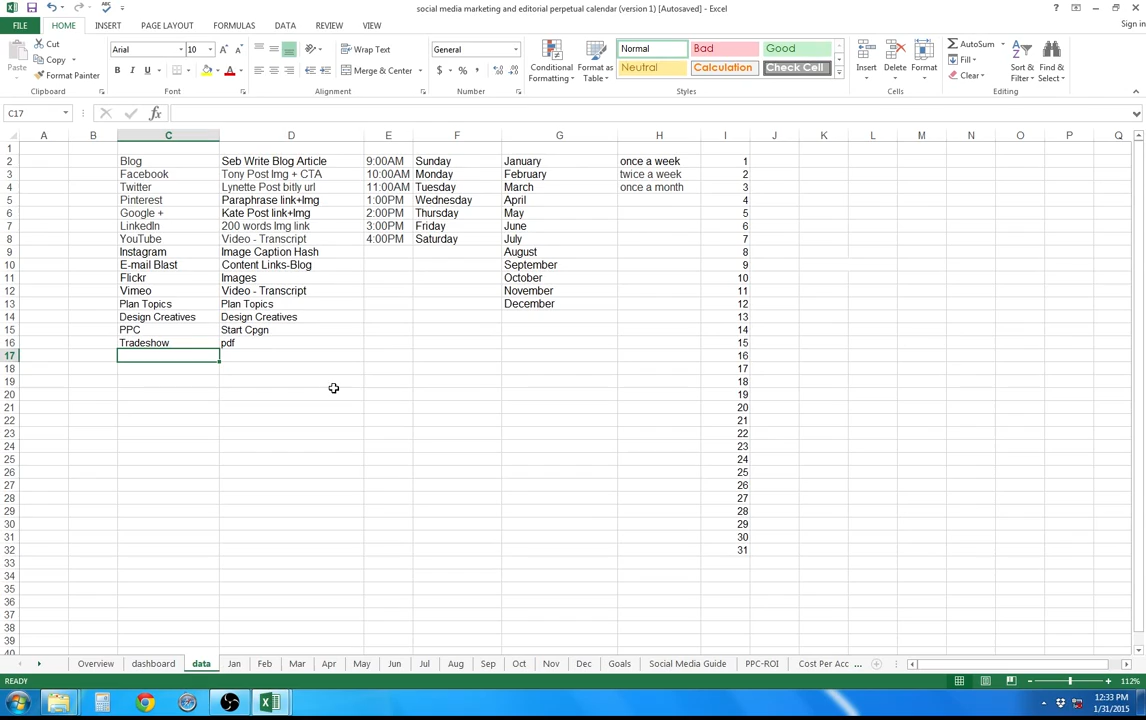 social media marketing and editorial perpetual calendar (version 1) [Autosaved] - Excel
Sign in
FILE HOME INSERT PAGE LAYOUT FORMULAS DATA REVIEW VIEW
Paste Cut Copy Format Painter
Arial 10
B I U
Wrap Text
Merge & Center
General
$ %
Conditional Formatting Format as Table
Normal Bad Good
Neutral Calculation Check Cell
Insert Delete Format
AutoSum Fill Clear
Sort & Filter Find & Select
Clipboard Font Alignment Number Styles Cells Editing
C17 fx
A B C D E F G H I J K L M N O P Q
1
2 Blog Seb Write Blog Article 9:00AM Sunday January once a week 1
3 Facebook Tony Post Img + CTA 10:00AM Monday February twice a week 2
4 Twitter Lynette Post bitly url 11:00AM Tuesday March once a month 3
5 Pinterest Paraphrase link+Img 1:00PM Wednesday April 4
6 Google + Kate Post link+Img 2:00PM Thursday May 5
7 LinkedIn 200 words Img link 3:00PM Friday June 6
8 YouTube Video - Transcript 4:00PM Saturday July 7
9 Instagram Image Caption Hash August 8
10 E-mail Blast Content Links-Blog September 9
11 Flickr Images October 10
12 Vimeo Video - Transcript November 11
13 Plan Topics Plan Topics December 12
14 Design Creatives Design Creatives 13
15 PPC Start Cpgn 14
16 Tradeshow pdf 15
17 16
18 17
19 18
20 19
21 20
22 21
23 22
24 23
25 24
26 25
27 26
28 27
29 28
30 29
31 30
32 31
33
34
35
36
37
38
39
40
Overview dashboard data Jan Feb Mar Apr May Jun Jul Aug Sep Oct Nov Dec Goals Social Media Guide PPC-ROI Cost Per Acc ...
READY 112%
12:33 PM
1/31/2015